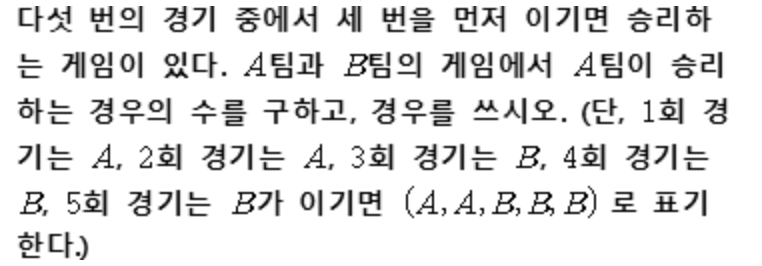 다섯 번의 경기 중에서 세 번을 먼저 이기면 승리하
는 게임이 있다. A팀과 B팀의 게임에서 A팀이 승리
하는 경우의 수를 구하고, 경우를 쓰시오. (단, 1회 경
기는 A, 2회 경기는 A, 3회 경기는 B, 4회 경기는
B, 5회 경기는 B가 이기면 (A, A, B, B, B) 로 표기
한다.)